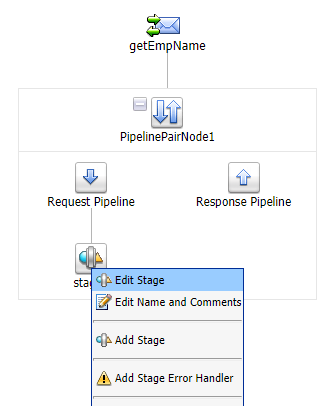 getEmpName
PipelinePairNode1
Request Pipeline
Response Pipeline
Edit Stage
Edit Name and Comments
Add Stage
Add Stage Error Handler